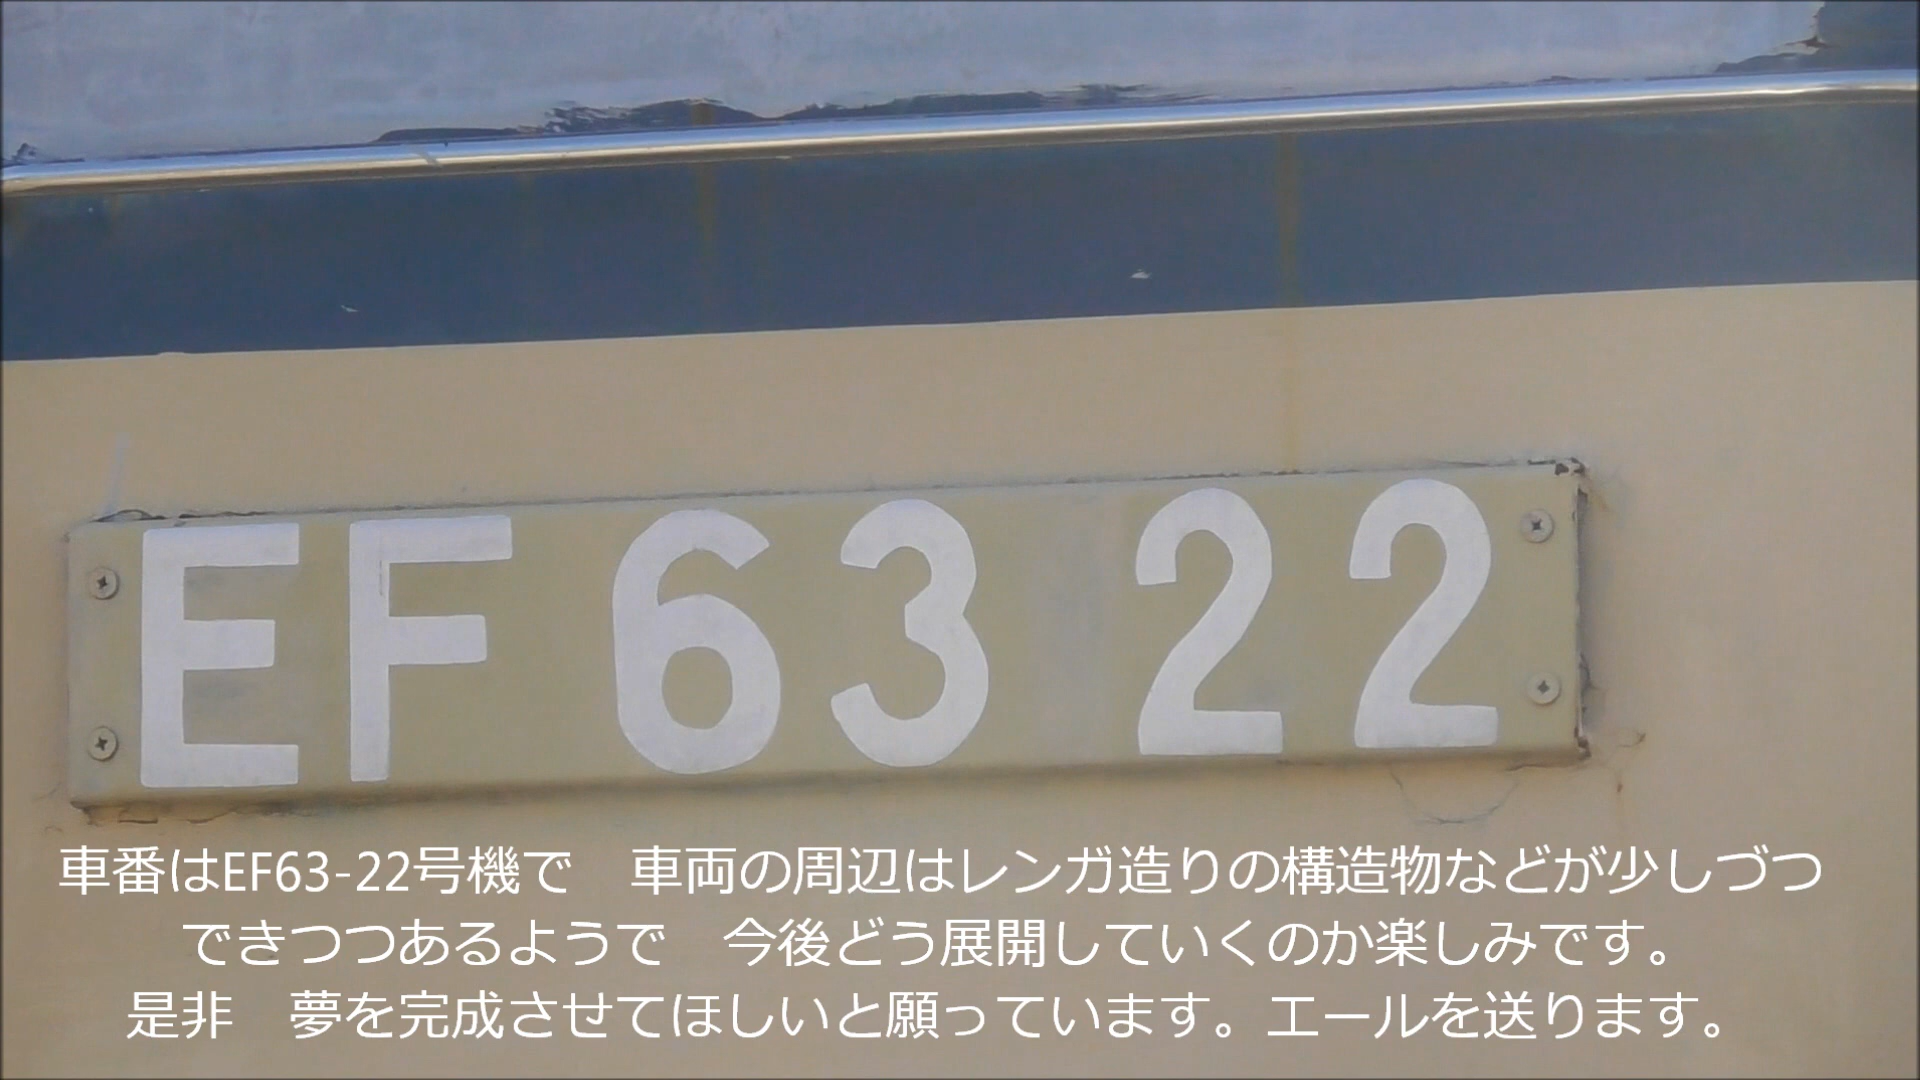 EF63 22
車番はEF63-22号機で　車両の周辺はレンガ造りの構造物などが少しづつ
できつつあるようで　今後どう展開していくのか楽しみです。
是非　夢を完成させてほしいと願っています。エールを送ります。